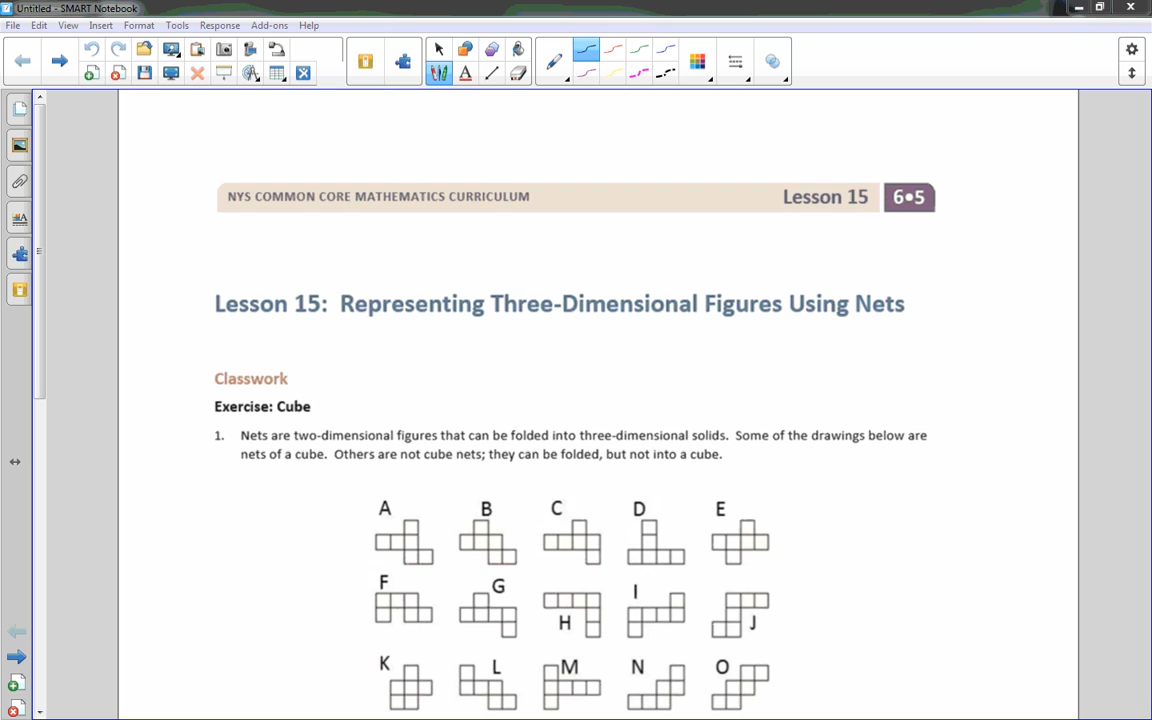 Untitled - SMART Notebook
File Edit View Insert Format Tools Response Add-ons Help
NYS COMMON CORE MATHEMATICS CURRICULUM Lesson 15 6•5
Lesson 15: Representing Three-Dimensional Figures Using Nets
Classwork
Exercise: Cube
1. Nets are two-dimensional figures that can be folded into three-dimensional solids. Some of the drawings below are
nets of a cube. Others are not cube nets; they can be folded, but not into a cube.
A B C D E
F G H I J
K L M N O